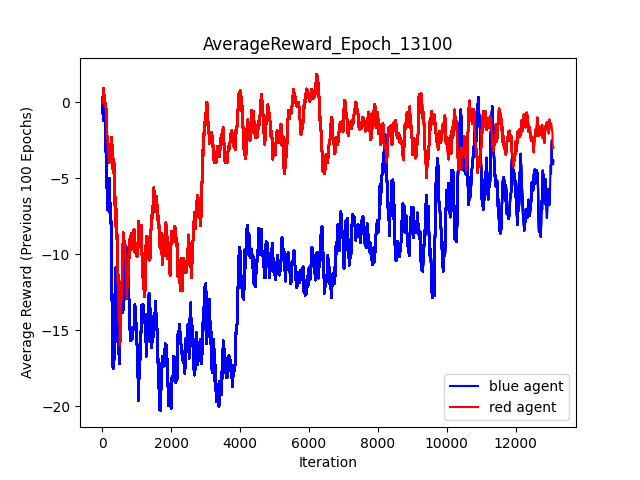 AverageReward_Epoch_13100
Average Reward (Previous 100 Epochs)
0
−5
−10
−15
−20
0
2000
4000
6000
8000
10000
12000
Iteration
blue agent
red agent